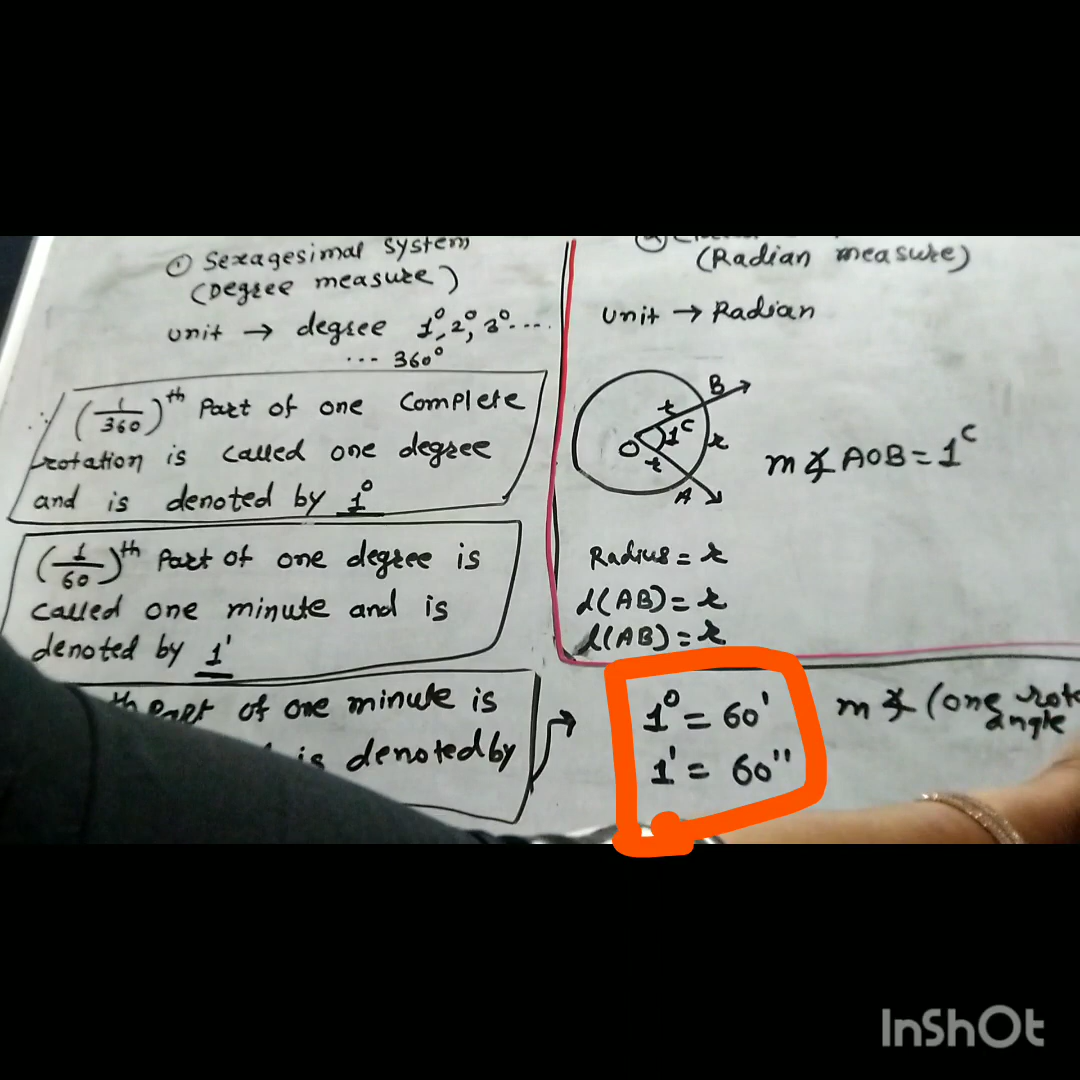 ① Sexagesimal system
(Degree measure)
unit → degree 1°, 2°, 3°....
... 360°
(1/360)th Part of one complete
rotation is called one degree
and is denoted by 1°
(1/60)th Part of one degree is
called one minute and is
denoted by 1'
th Part of one minute is
is denoted by
(Radian measure)
unit → Radian
B
r
O 1ᶜ r
r
A
m∡AOB = 1ᶜ
Radius = r
l(AB) = r
l(AB) = r
1° = 60'
1' = 60''
m∡ (one
angle
InShOt